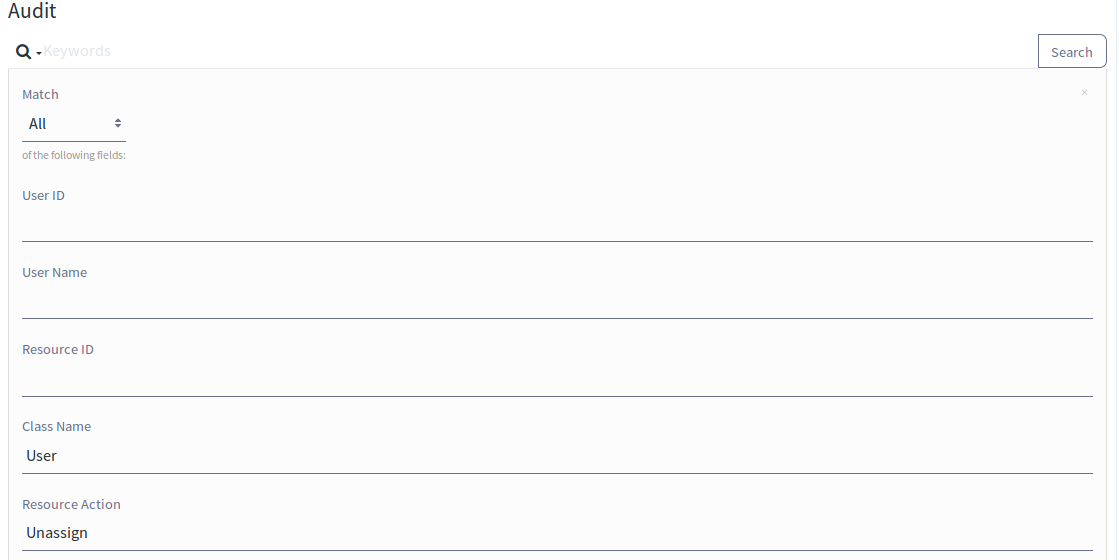 Audit
Keywords
Search
Match
×
All
of the following fields:
User ID
User Name
Resource ID
Class Name
User
Resource Action
Unassign